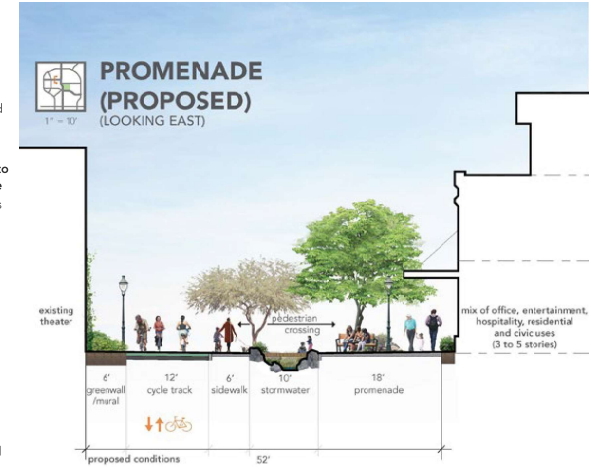 PROMENADE
(PROPOSED)
(LOOKING EAST)
1" = 10'
to
existing
theater
pedestrian
crossing
mix of office, entertainment,
hospitality, residential
and civic uses
(3 to 5 stories)
6'
greenwall
/mural
12'
cycle track
6'
sidewalk
10'
stormwater
18'
promenade
proposed conditions
52'